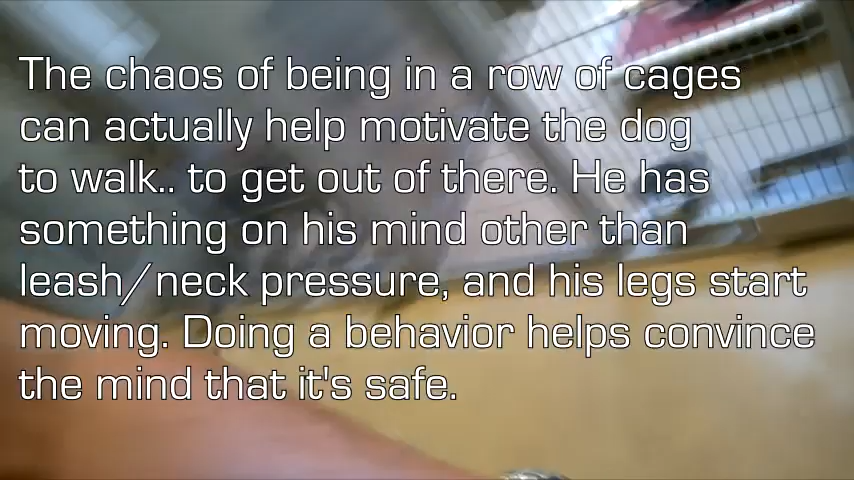 The chaos of being in a row of cages
can actually help motivate the dog
to walk.. to get out of there. He has
something on his mind other than
leash/neck pressure, and his legs start
moving. Doing a behavior helps convince
the mind that it's safe.